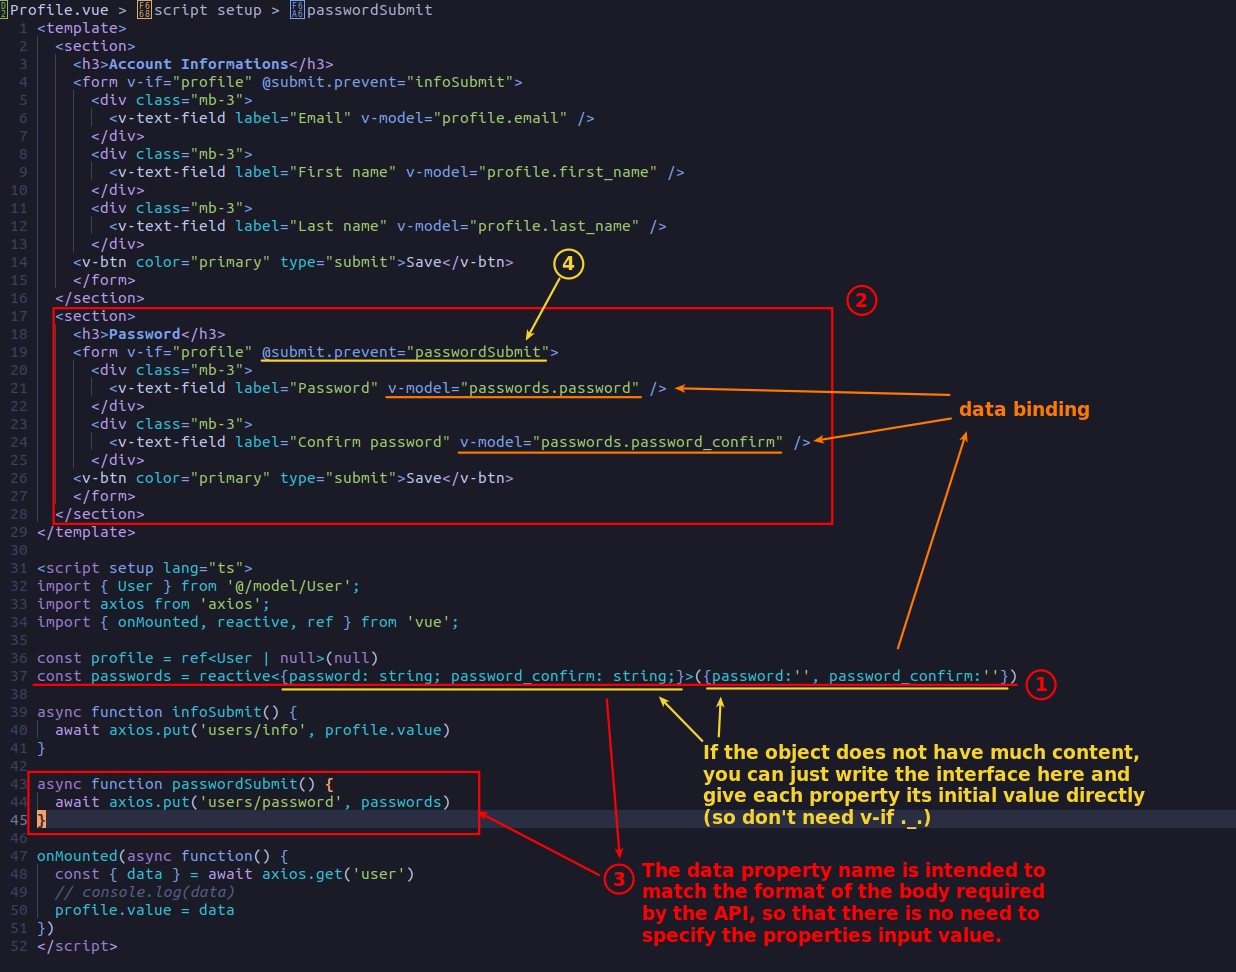 Profile.vue > script setup > passwordSubmit
1 <template>
2 <section>
3 <h3>Account Informations</h3>
4 <form v-if="profile" @submit.prevent="infoSubmit">
5 <div class="mb-3">
6 <v-text-field label="Email" v-model="profile.email" />
7 </div>
8 <div class="mb-3">
9 <v-text-field label="First name" v-model="profile.first_name" />
10 </div>
11 <div class="mb-3">
12 <v-text-field label="Last name" v-model="profile.last_name" />
13 </div>
14 <v-btn color="primary" type="submit">Save</v-btn>
15 </form>
16 </section>
4
2
17 <section>
18 <h3>Password</h3>
19 <form v-if="profile" @submit.prevent="passwordSubmit">
20 <div class="mb-3">
21 <v-text-field label="Password" v-model="passwords.password" />
22 </div>
23 <div class="mb-3">
24 <v-text-field label="Confirm password" v-model="passwords.password_confirm" />
25 </div>
26 <v-btn color="primary" type="submit">Save</v-btn>
27 </form>
28 </section>
29 </template>
data binding
30
31 <script setup lang="ts">
32 import { User } from '@/model/User';
33 import axios from 'axios';
34 import { onMounted, reactive, ref } from 'vue';
35
36 const profile = ref<User | null>(null)
37 const passwords = reactive<{password: string; password_confirm: string;}>({password:'', password_confirm:''})
1
38
39 async function infoSubmit() {
40 await axios.put('users/info', profile.value)
41 }
42
43 async function passwordSubmit() {
44 await axios.put('users/password', passwords)
45 }
46
If the object does not have much content,
you can just write the interface here and
give each property its initial value directly
(so don't need v-if ._.)
47 onMounted(async function() {
48 const { data } = await axios.get('user')
49 // console.log(data)
50 profile.value = data
51 })
52 </script>
3
The data property name is intended to
match the format of the body required
by the API, so that there is no need to
specify the properties input value.